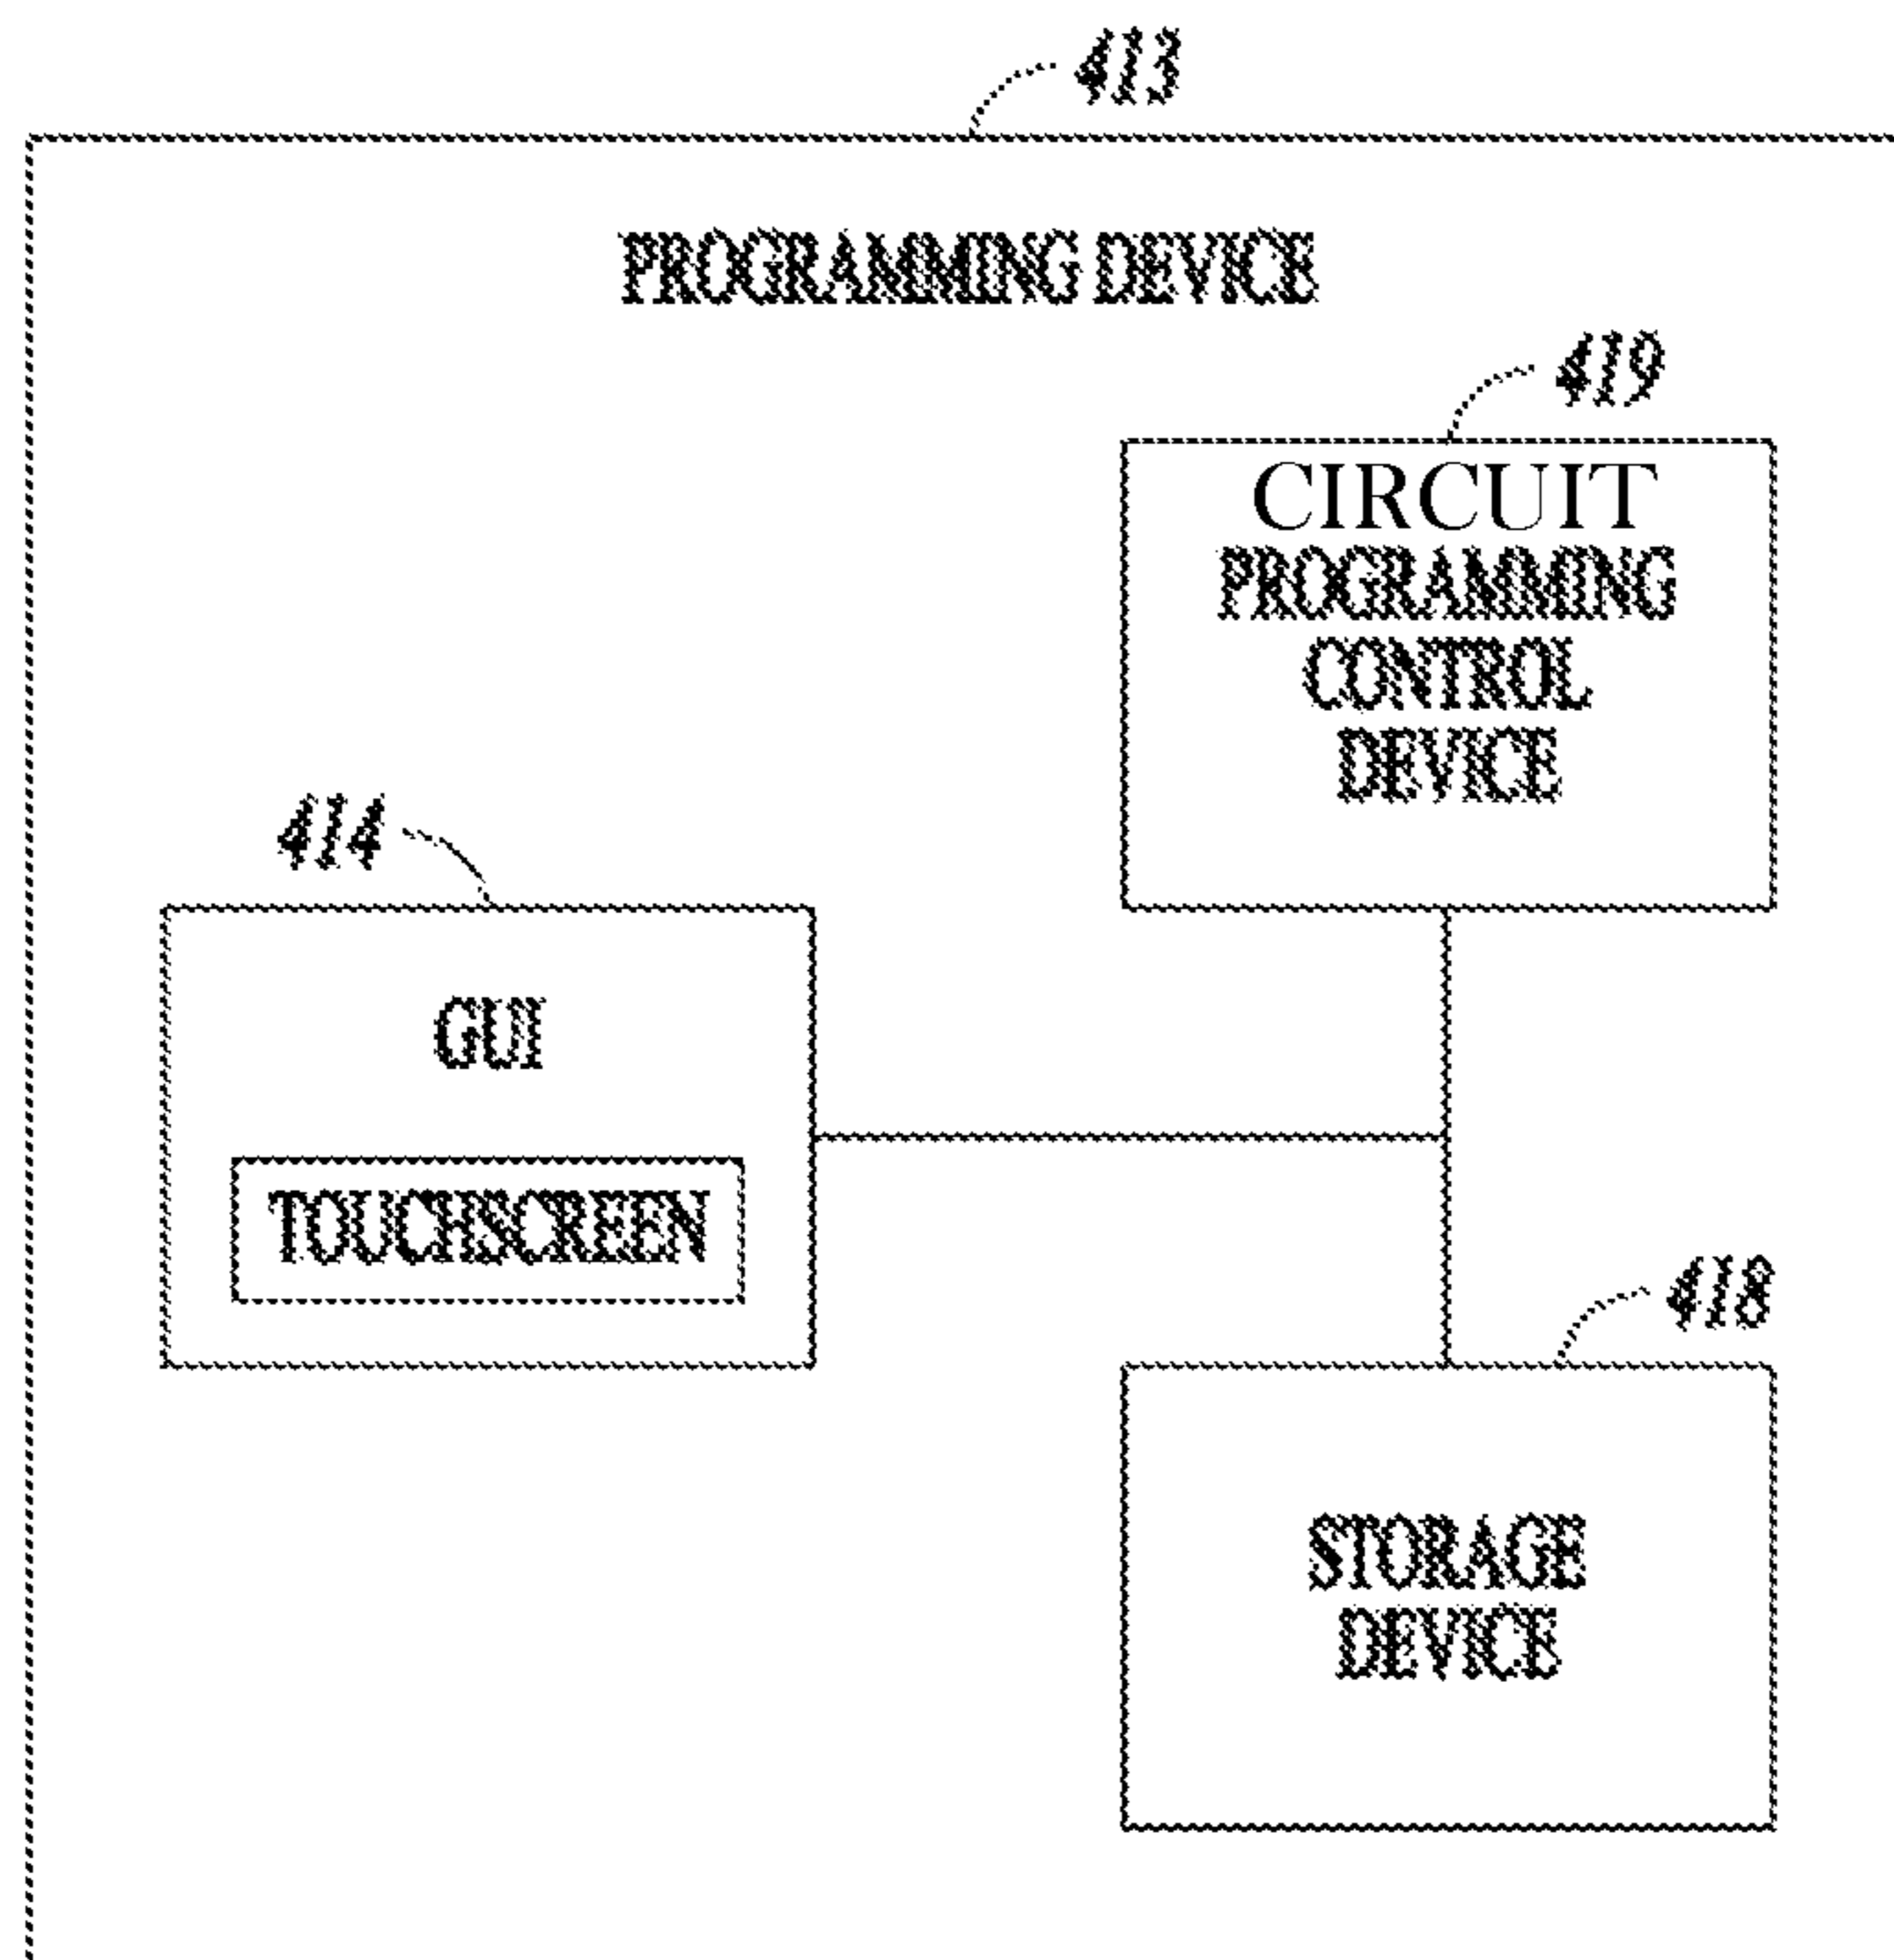 413
PROGRAMMING DEVICE
419
CIRCUIT
PROGRAMMING
CONTROL
DEVICE
414
GUI
TOUCHSCREEN
418
STORAGE
DEVICE